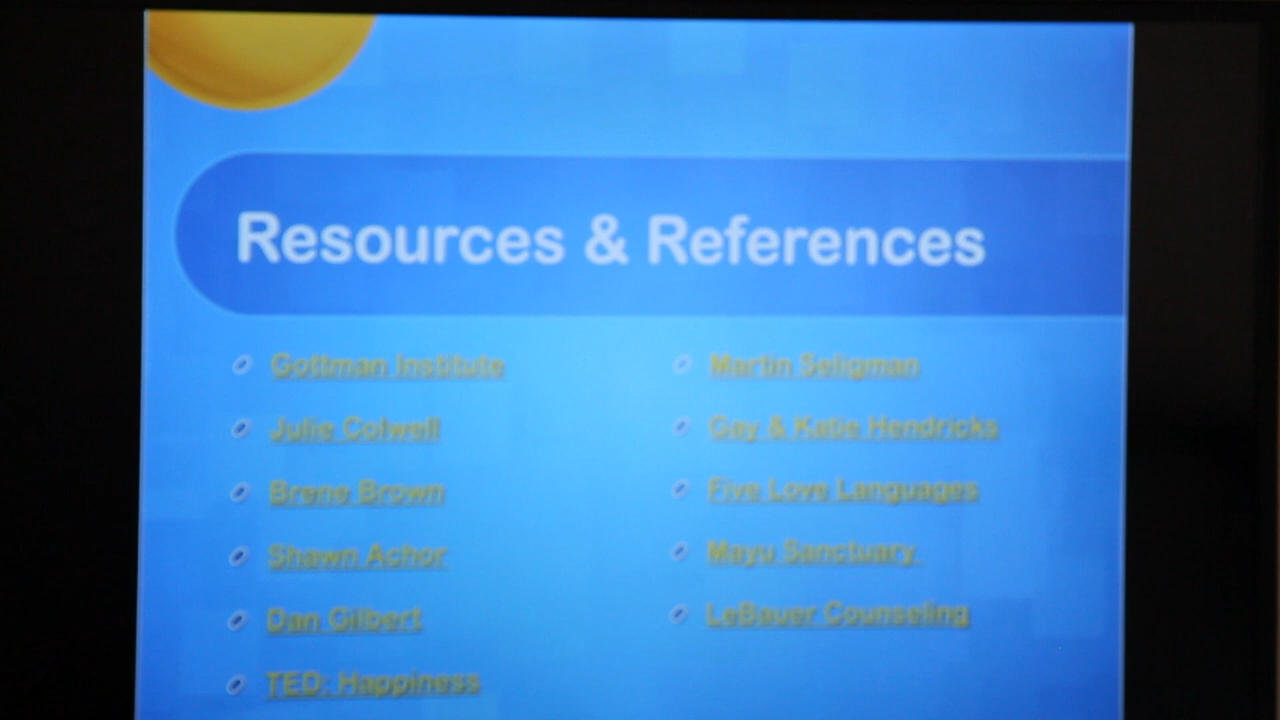 Resources & References
Gottman Institute
Julie Colwell
Brene Brown
Shawn Achor
Dan Gilbert
TED: Happiness
Martin Seligman
Gay & Katie Hendricks
Five Love Languages
Mayu Sanctuary
LeBauer Counseling